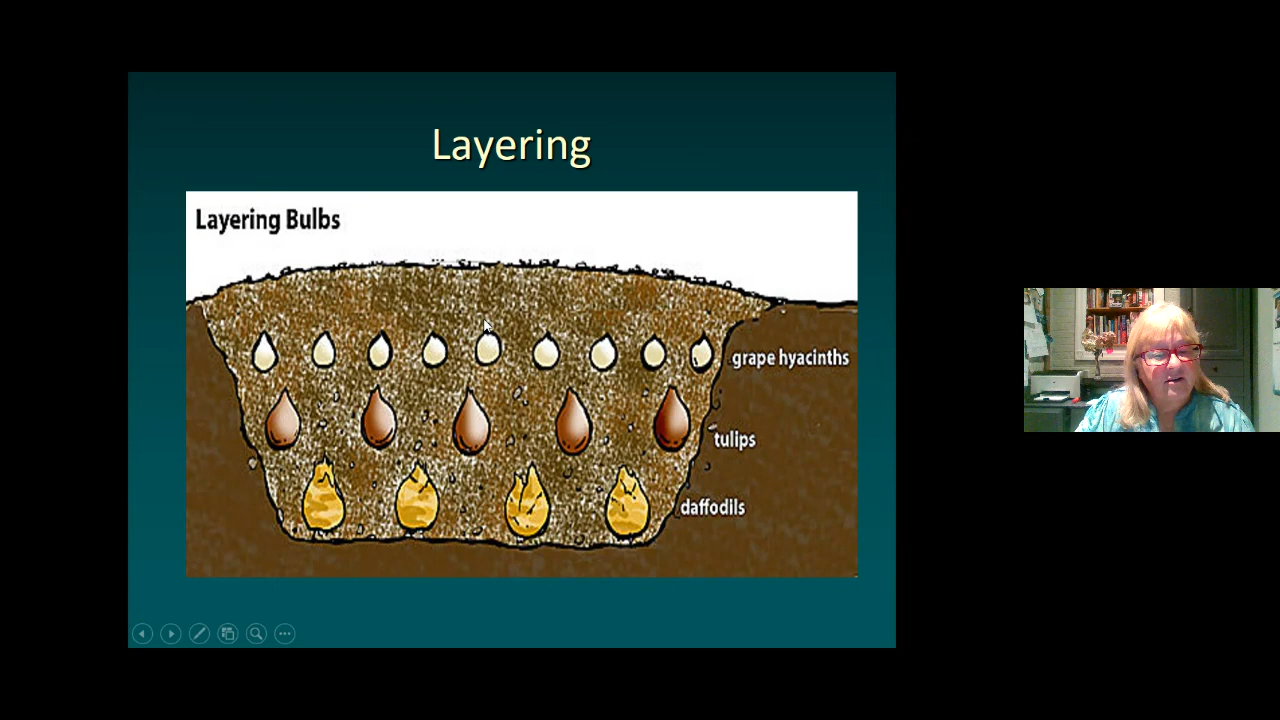 Layering
Layering Bulbs
grape hyacinths
tulips
daffodils